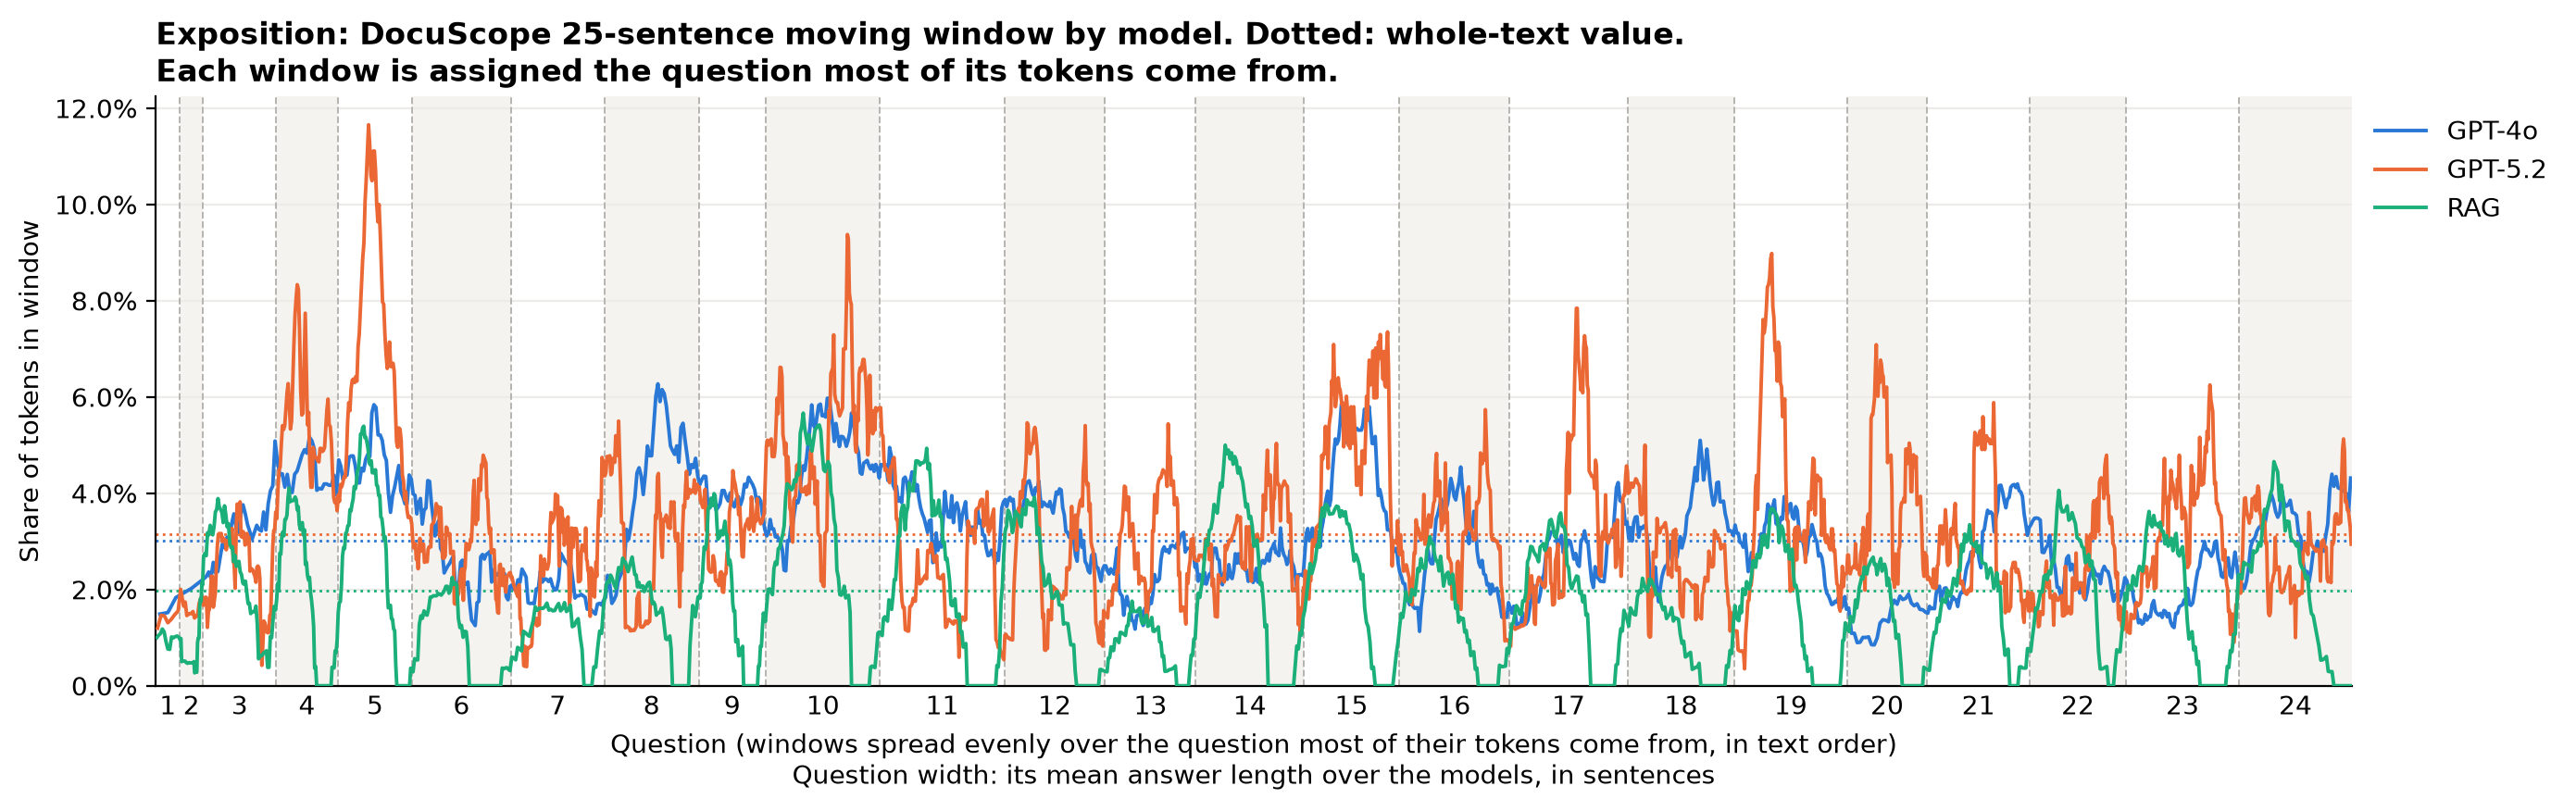 Exposition: DocuScope 25-sentence moving window by model. Dotted: whole-text value.
Each window is assigned the question most of its tokens come from.
12.0%
10.0%
8.0%
6.0%
4.0%
2.0%
0.0%
Share of tokens in window
GPT-4o
GPT-5.2
RAG
1 2 3 4 5 6 7 8 9 10 11 12 13 14 15 16 17 18 19 20 21 22 23 24
Question (windows spread evenly over the question most of their tokens come from, in text order)
Question width: its mean answer length over the models, in sentences